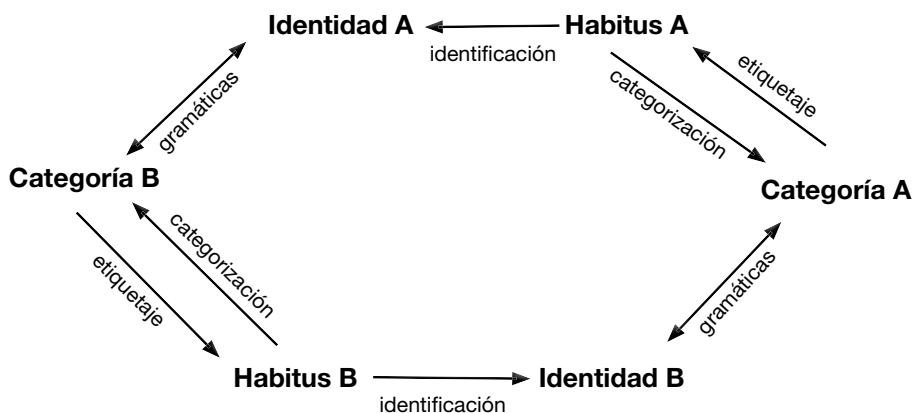 Identidad A
Habitus A
identificación
gramáticas
categorización
etiquetaje
Categoría B
Categoría A
etiquetaje
categorización
gramáticas
Habitus B
Identidad B
identificación